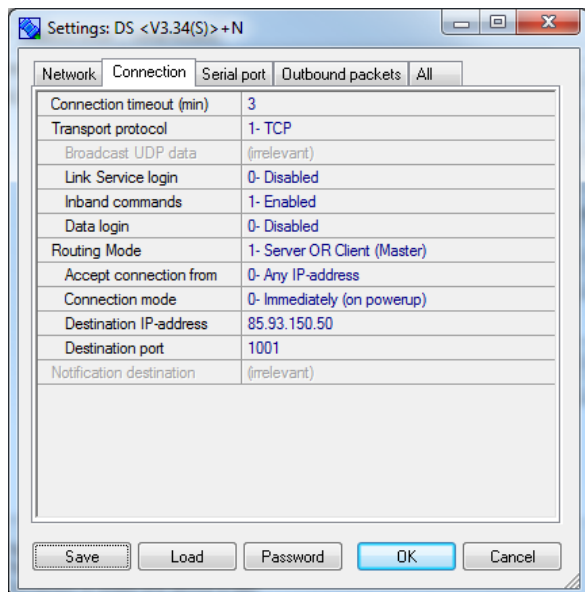 Settings: DS <V3.34(S)>+N
Network Connection Serial port Outbound packets All
Connection timeout (min) 3
Transport protocol 1- TCP
Broadcast UDP data (irrelevant)
Link Service login 0- Disabled
Inband commands 1- Enabled
Data login 0- Disabled
Routing Mode 1- Server OR Client (Master)
Accept connection from 0- Any IP-address
Connection mode 0- Immediately (on powerup)
Destination IP-address 85.93.150.50
Destination port 1001
Notification destination (irrelevant)
Save Load Password OK Cancel